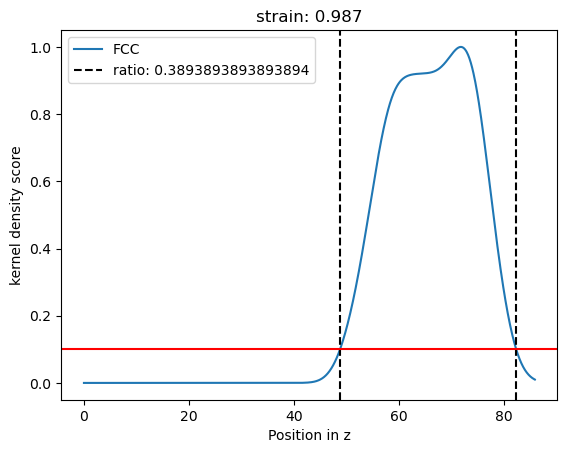 strain: 0.987
FCC
ratio: 0.3893893893893894
kernel density score
1.0
0.8
0.6
0.4
0.2
0.0
0 20 40 60 80
Position in z